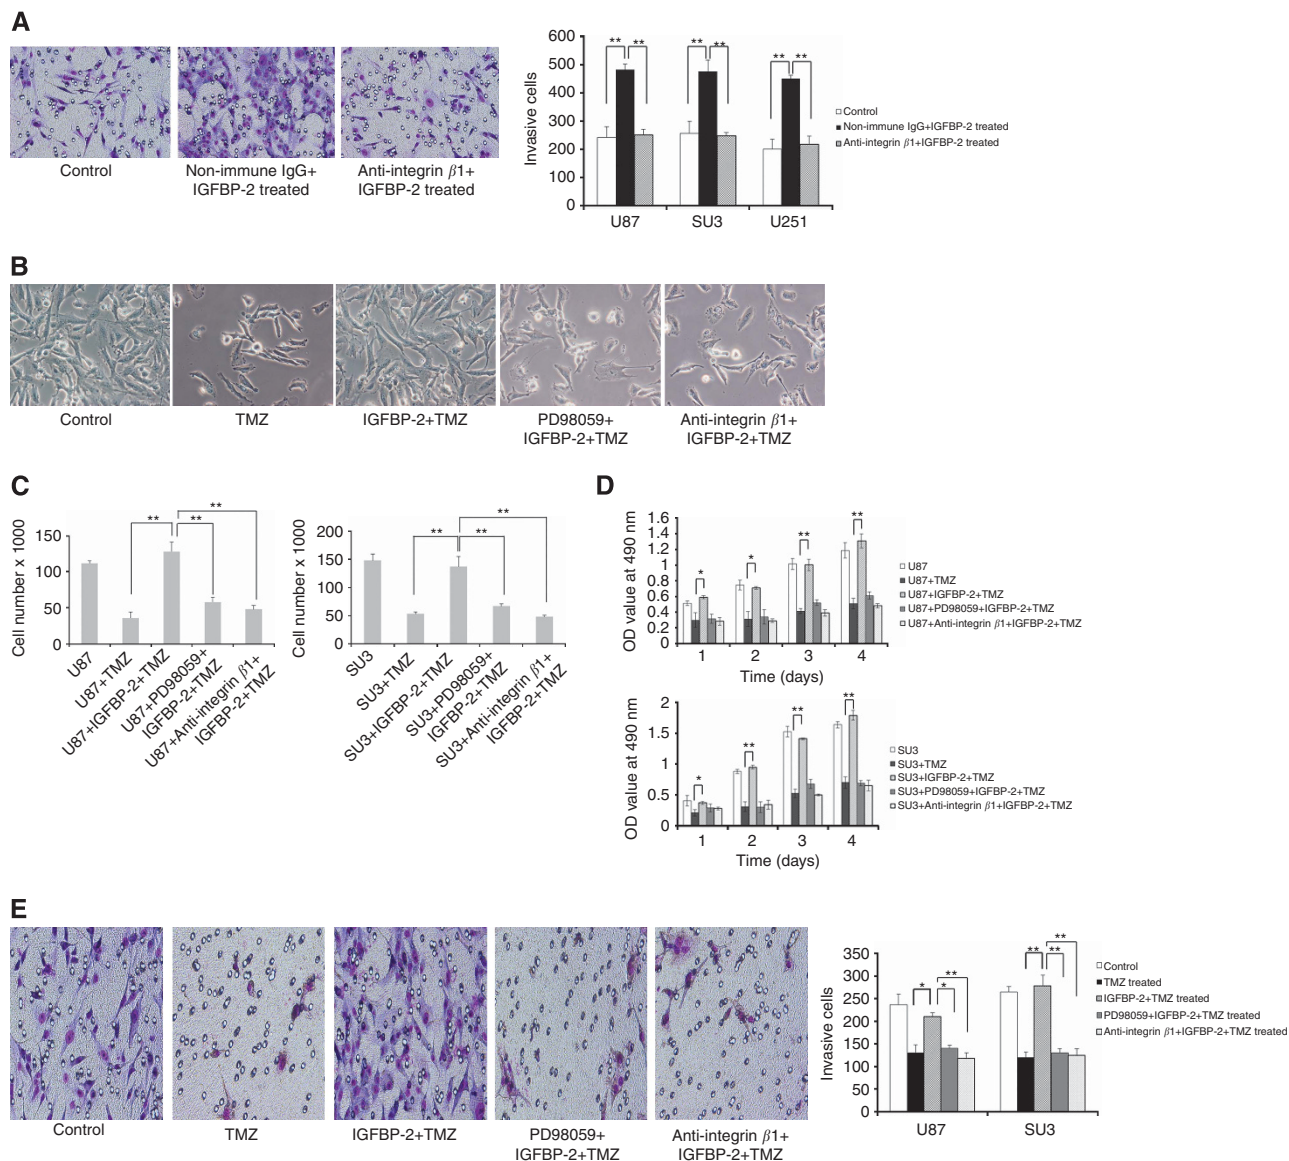 A
Control
Non-immune IgG+
IGFBP-2 treated
Anti-integrin β1+
IGFBP-2 treated
Invasive cells
600
500
400
300
200
100
0
** **
** **
** **
U87
SU3
U251
Control
Non-immune IgG+IGFBP-2 treated
Anti-integrin β1+IGFBP-2 treated
B
Control
TMZ
IGFBP-2+TMZ
PD98059+
IGFBP-2+TMZ
Anti-integrin β1+
IGFBP-2+TMZ
C
Cell number x 1000
150
100
50
0
**
**
**
U87
U87+TMZ
U87+IGFBP-2+TMZ
U87+PD98059+
IGFBP-2+TMZ
U87+Anti-integrin β1+
IGFBP-2+TMZ
Cell number x 1000
200
150
100
50
0
**
**
**
SU3
SU3+TMZ
SU3+IGFBP-2+TMZ
SU3+PD98059+
IGFBP-2+TMZ
SU3+Anti-integrin β1+
IGFBP-2+TMZ
D
OD value at 490 nm
1.6
1.4
1.2
1
0.8
0.6
0.4
0.2
0
*
*
**
**
1
2
3
4
Time (days)
U87
U87+TMZ
U87+IGFBP-2+TMZ
U87+PD98059+IGFBP-2+TMZ
U87+Anti-integrin β1+IGFBP-2+TMZ
OD value at 490 nm
2
1.5
1
0.5
0
*
**
**
**
1
2
3
4
Time (days)
SU3
SU3+TMZ
SU3+IGFBP-2+TMZ
SU3+PD98059+IGFBP-2+TMZ
SU3+Anti-integrin β1+IGFBP-2+TMZ
E
Control
TMZ
IGFBP-2+TMZ
PD98059+
IGFBP-2+TMZ
Anti-integrin β1+
IGFBP-2+TMZ
Invasive cells
350
300
250
200
150
100
50
0
**
* *
**
** **
U87
SU3
Control
TMZ treated
IGFBP-2+TMZ treated
PD98059+IGFBP-2+TMZ treated
Anti-integrin β1+IGFBP-2+TMZ treated